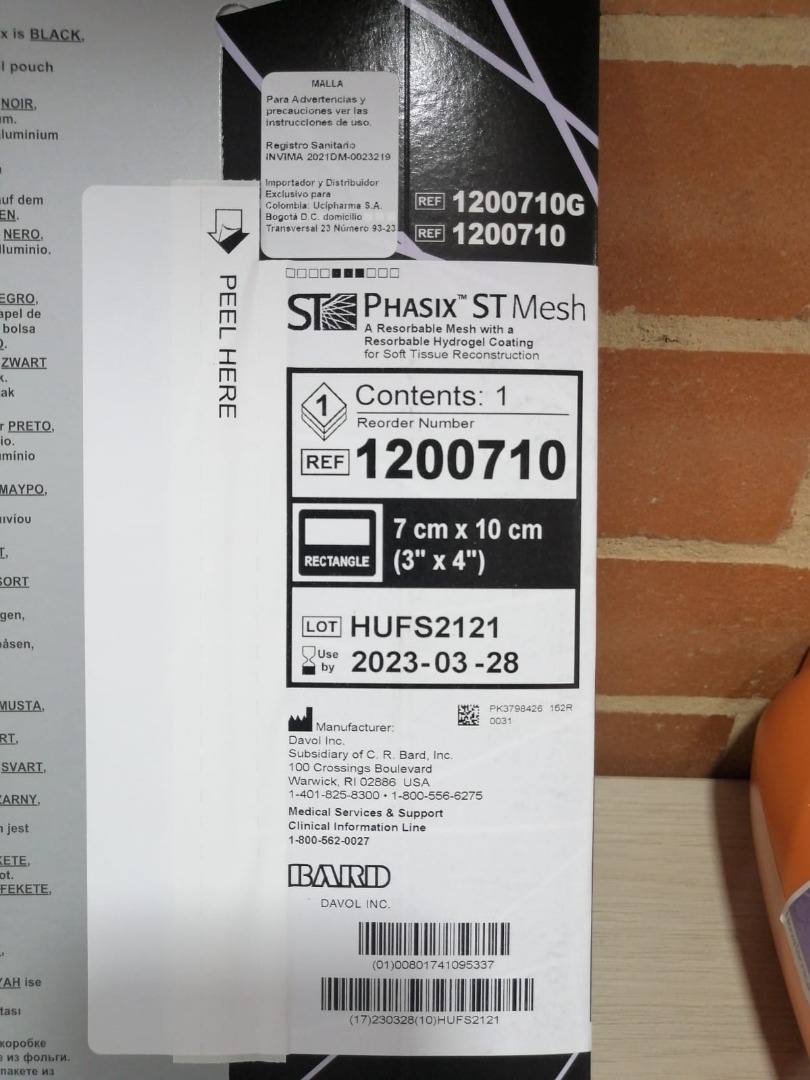 x is BLACK,
l pouch
NOIR,
m.
luminium
auf dem
EN.
NERO,
lluminio.
EGRO,
apel de
bolsa
O.
ZWART
k.
ak
r PRETO,
io.
umínio
ΜΑΥΡΟ,
ινίου
T,
SORT
gen,
påsen,
MUSTA,
RT,
SVART,
ZARNY,
n jest
KETE,
ot.
FEKETE,
YAH ise
tası
коробке
е из фольги.
пакете из
MALLA
Para Advertencias y
precauciones ver las
instrucciones de uso.
Registro Sanitario
INVIMA 2021DM-0023219
Importador y Distribuidor
Exclusivo para
Colombia: Ucipharma S.A.
Bogotá D.C. domicilio
Transversal 23 Número 93-23
REF 1200710G
REF 1200710
PEEL HERE
ST PHASIX™ ST Mesh
A Resorbable Mesh with a
Resorbable Hydrogel Coating
for Soft Tissue Reconstruction
1 Contents: 1
Reorder Number
REF 1200710
RECTANGLE
7 cm x 10 cm
(3" x 4")
LOT HUFS2121
Use by 2023-03-28
PK3798426 152R
0031
Manufacturer:
Davol Inc.
Subsidiary of C. R. Bard, Inc.
100 Crossings Boulevard
Warwick, RI 02886 USA
1-401-825-8300 • 1-800-556-6275
Medical Services & Support
Clinical Information Line
1-800-562-0027
BARD
DAVOL INC.
(01)00801741095337
(17)230328(10)HUFS2121